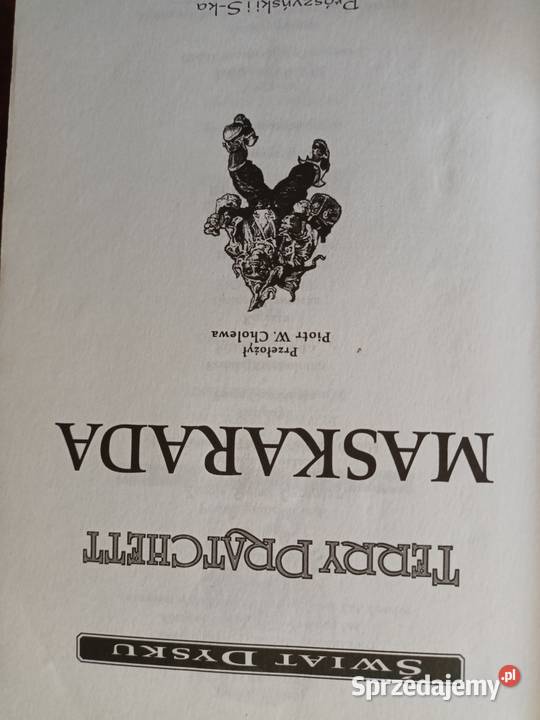 ŚWIAT DYSKU
TERRY PRATCHETT
MASKARADA
Przełożył
Piotr W. Cholewa
Prószyński i S-ka
Sprzedajemy.pl